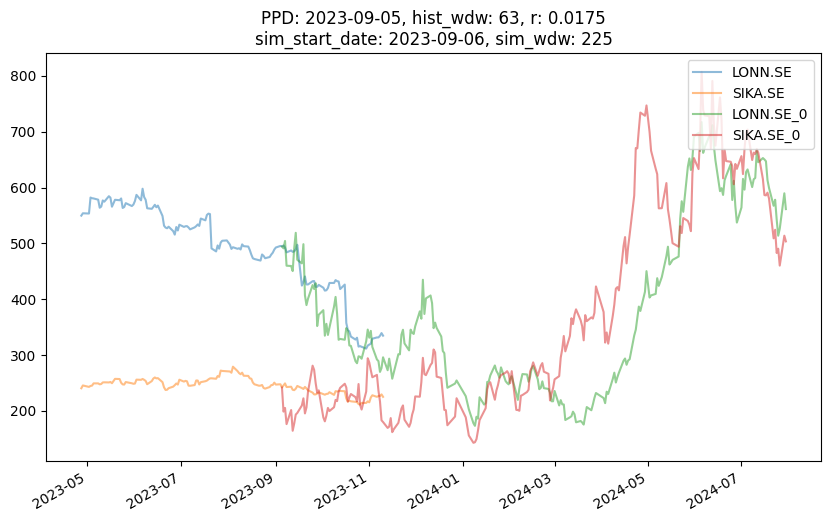 PPD: 2023-09-05, hist_wdw: 63, r: 0.0175
sim_start_date: 2023-09-06, sim_wdw: 225
LONN.SE
SIKA.SE
LONN.SE_0
SIKA.SE_0
800
700
600
500
400
300
200
2023-05
2023-07
2023-09
2023-11
2024-01
2024-03
2024-05
2024-07